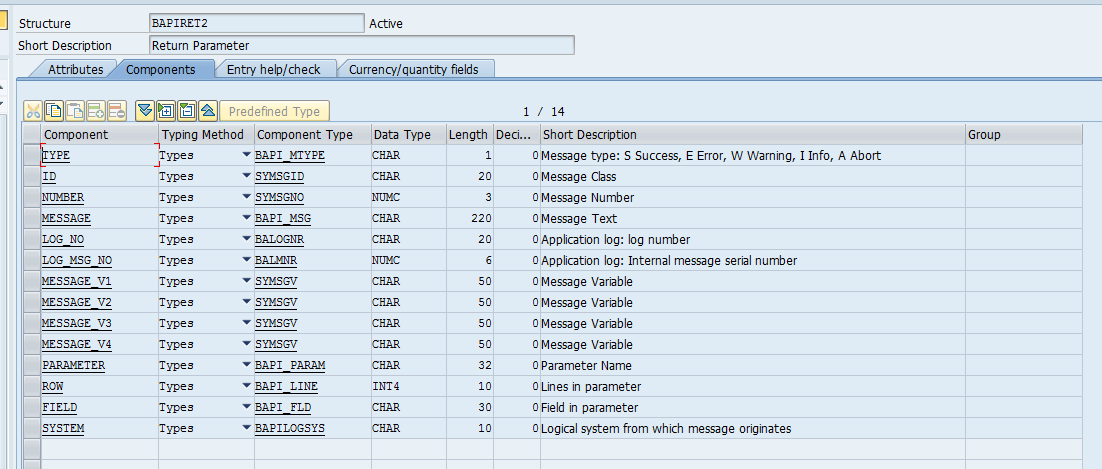 Structure BAPIRET2 Active
Short Description Return Parameter
Attributes Components Entry help/check Currency/quantity fields
Predefined Type 1 / 14
Component Typing Method Component Type Data Type Length Deci... Short Description Group
TYPE Types BAPI_MTYPE CHAR 1 0 Message type: S Success, E Error, W Warning, I Info, A Abort
ID Types SYMSGID CHAR 20 0 Message Class
NUMBER Types SYMSGNO NUMC 3 0 Message Number
MESSAGE Types BAPI_MSG CHAR 220 0 Message Text
LOG_NO Types BALOGNR CHAR 20 0 Application log: log number
LOG_MSG_NO Types BALMNR NUMC 6 0 Application log: Internal message serial number
MESSAGE_V1 Types SYMSGV CHAR 50 0 Message Variable
MESSAGE_V2 Types SYMSGV CHAR 50 0 Message Variable
MESSAGE_V3 Types SYMSGV CHAR 50 0 Message Variable
MESSAGE_V4 Types SYMSGV CHAR 50 0 Message Variable
PARAMETER Types BAPI_PARAM CHAR 32 0 Parameter Name
ROW Types BAPI_LINE INT4 10 0 Lines in parameter
FIELD Types BAPI_FLD CHAR 30 0 Field in parameter
SYSTEM Types BAPILOGSYS CHAR 10 0 Logical system from which message originates